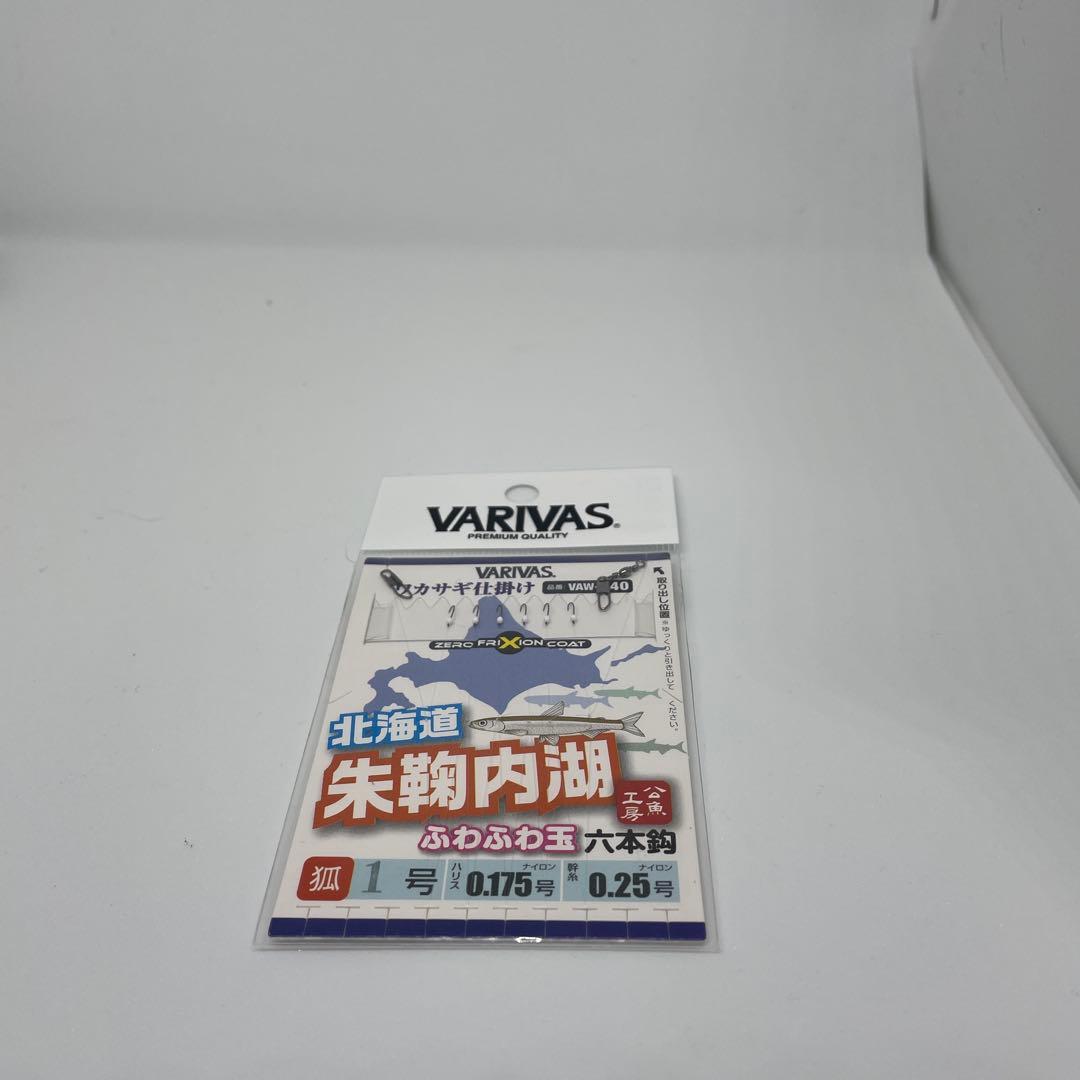 VARIVAS®
PREMIUM QUALITY
VARIVAS®
ワカサギ仕掛け 品番 VAW-
40
ZERO FRIXION COAT
取り出し位置
※ゆっくりと引き出してください。
北海道
朱鞠内湖
公魚工房
ふわふわ玉 六本鈎
狐 1号 ハリス ナイロン 0.175号 幹糸 ナイロン 0.25号